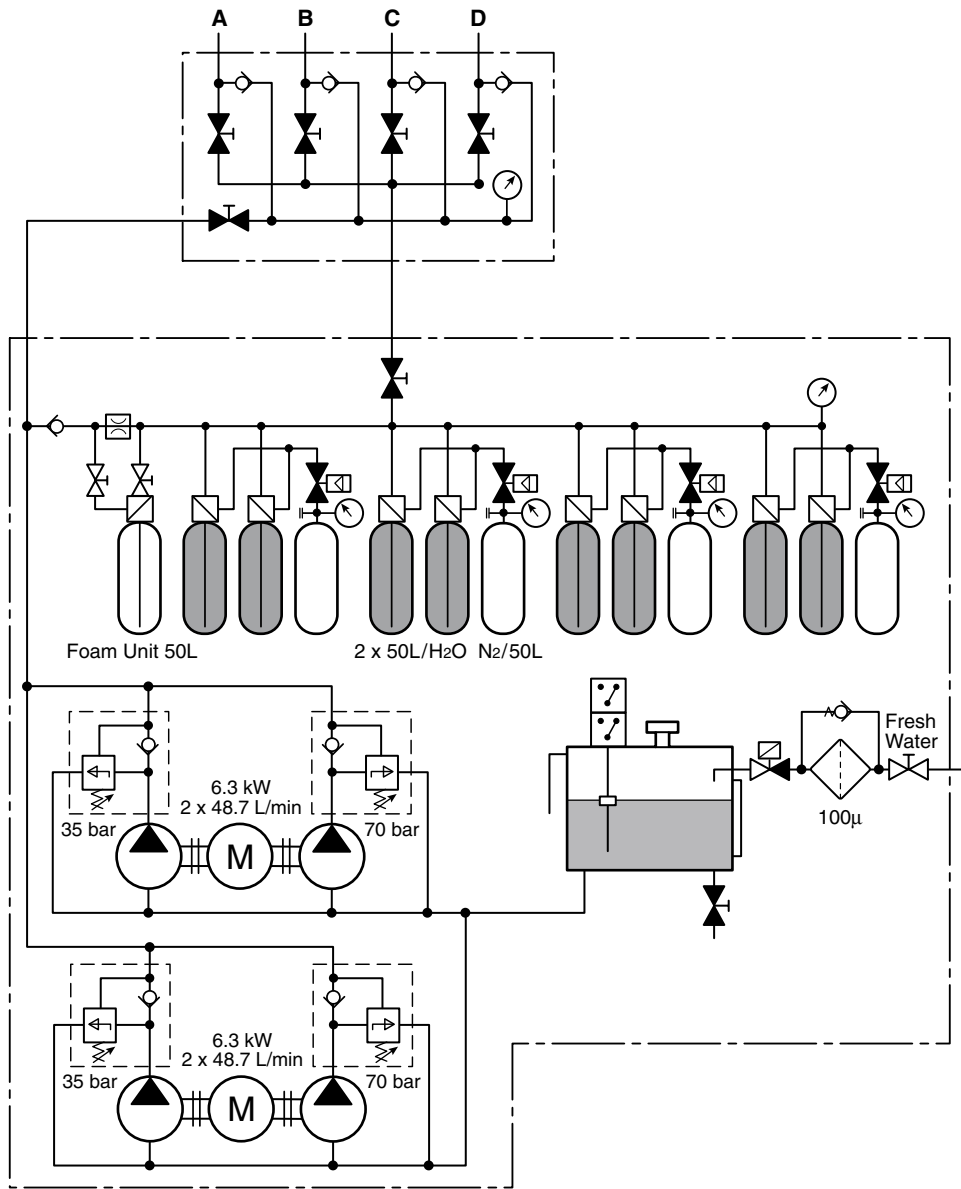 A B C D
Foam Unit 50L
2 x 50L/H2O N2/50L
Fresh
Water
100μ
6.3 kW
2 x 48.7 L/min
35 bar
70 bar
M
6.3 kW
2 x 48.7 L/min
35 bar
70 bar
M